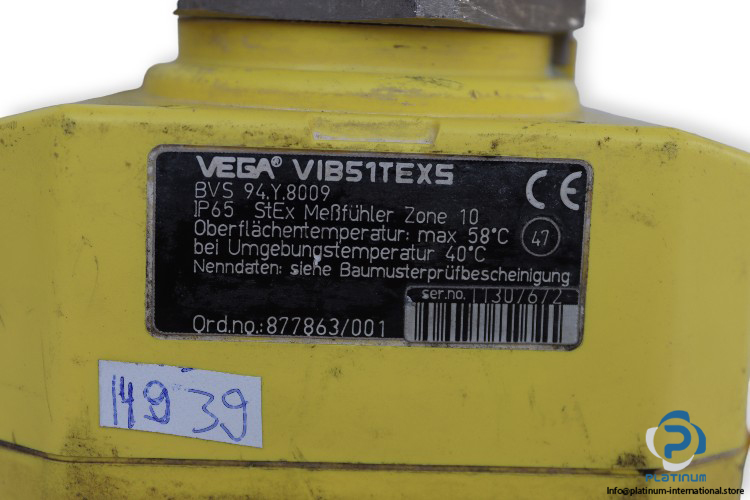 VEGA® VIB51TEX5
BVS 94.Y.8009
IP65 StEx Meßfühler Zone 10
Oberflächentemperatur: max 58°C
bei Umgebungstemperatur 40°C
Nenndaten: siehe Baumusterprüfbescheinigung
CE
47
ser.no. 11307672
Ord.no.:877863/001
14939
PLATINUM
info@platinum-international.store